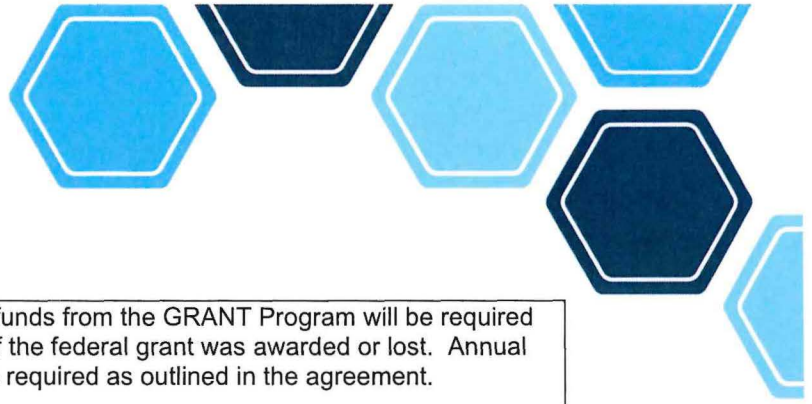 funds from the GRANT Program will be required
f the federal grant was awarded or lost. Annual
required as outlined in the agreement.